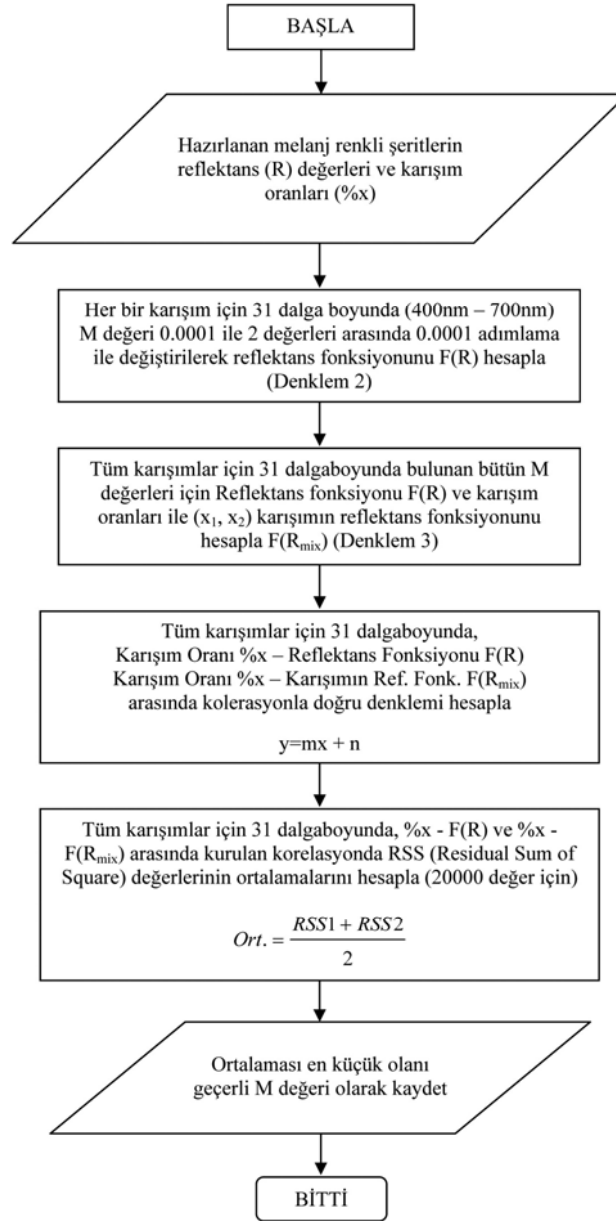 BAŞLA
Hazırlanan melanj renkli şeritlerin
reflektans (R) değerleri ve karışım
oranları (%x)
Her bir karışım için 31 dalga boyunda (400nm – 700nm)
M değeri 0.0001 ile 2 değerleri arasında 0.0001 adımlama
ile değiştirilerek reflektans fonksiyonunu F(R) hesapla
(Denklem 2)
Tüm karışımlar için 31 dalgaboyunda bulunan bütün M
değerleri için Reflektans fonksiyonu F(R) ve karışım
oranları ile (x₁, x₂) karışımın reflektans fonksiyonunu
hesapla F(Rmix) (Denklem 3)
Tüm karışımlar için 31 dalgaboyunda,
Karışım Oranı %x – Reflektans Fonksiyonu F(R)
Karışım Oranı %x – Karışımın Ref. Fonk. F(Rmix)
arasında kolerasyonla doğru denklemi hesapla
y=mx + n
Tüm karışımlar için 31 dalgaboyunda, %x - F(R) ve %x -
F(Rmix) arasında kurulan korelasyonda RSS (Residual Sum of
Square) değerlerinin ortalamalarını hesapla (20000 değer için)
Ort. = (RSS1 + RSS2) / 2
Ortalaması en küçük olanı
geçerli M değeri olarak kaydet
BİTTİ